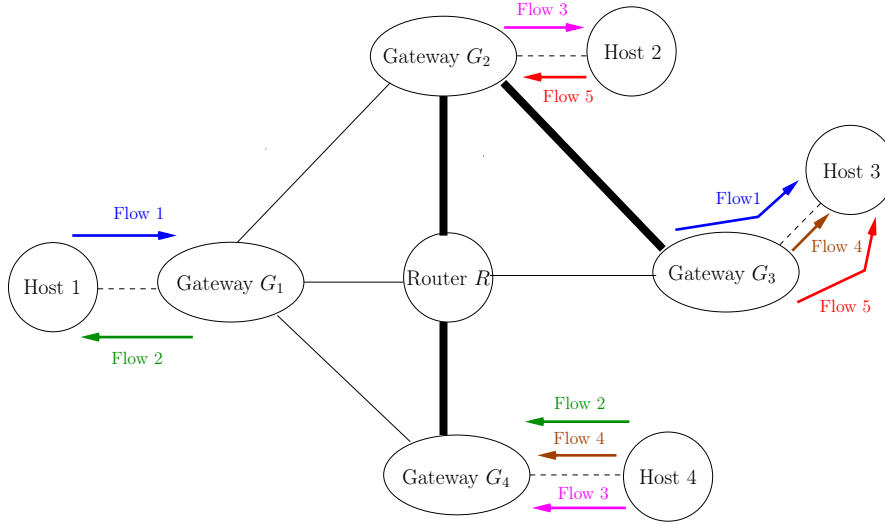 Flow 3
Gateway G2
Host 2
Flow 5
Host 3
Flow1
Flow 1
Flow 4
Host 1
Gateway G1
Router R
Gateway G3
Flow 5
Flow 2
Flow 2
Flow 4
Gateway G4
Host 4
Flow 3